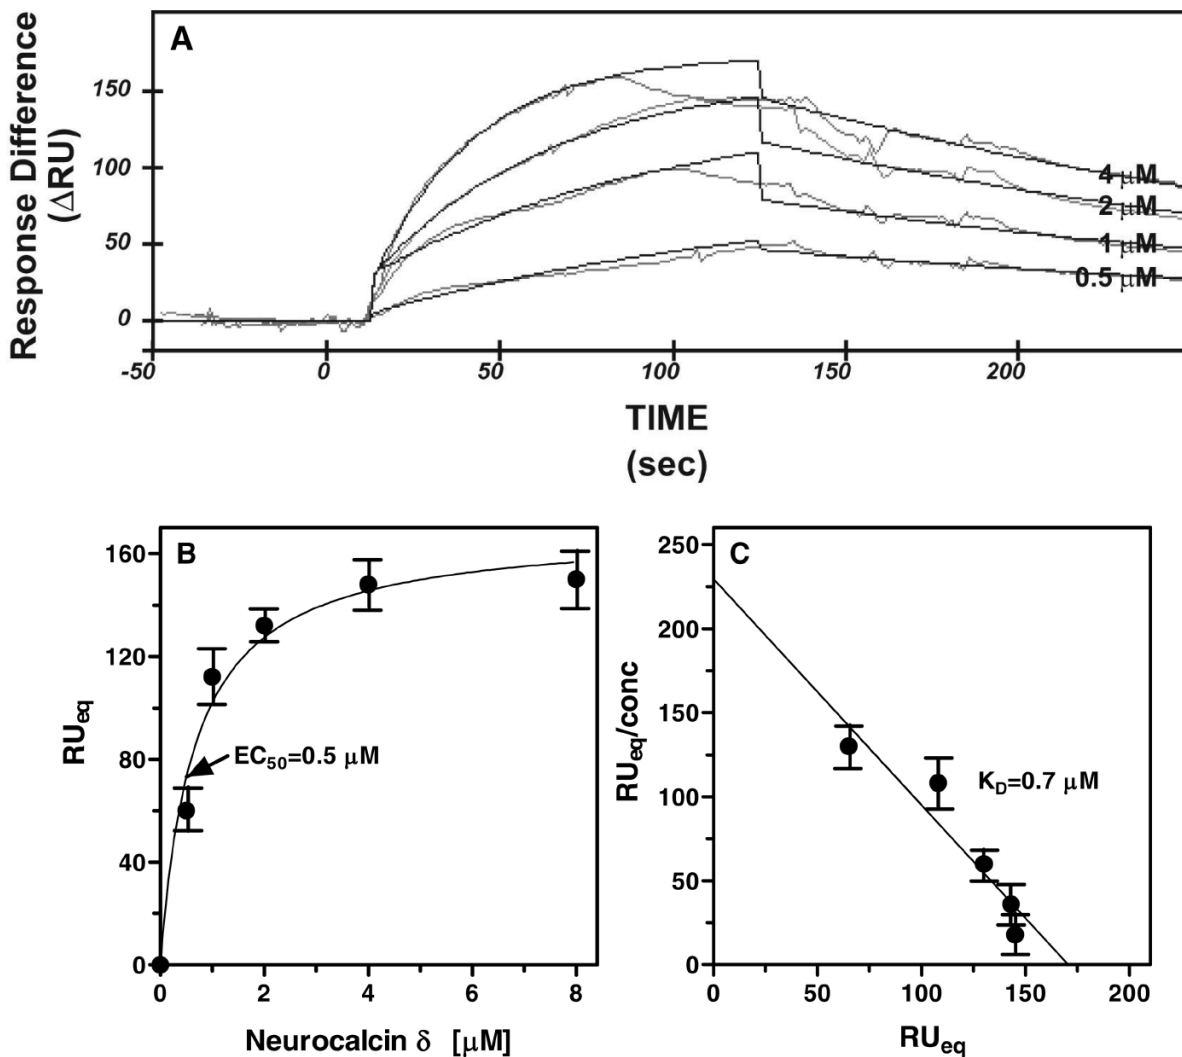 A
Response Difference
(ΔRU)
150
100
50
0
4 μM
2 μM
1 μM
0.5 μM
-50
0
50
100
150
200
TIME
(sec)
B
RUeq
160
120
80
40
0
EC50=0.5 μM
0
2
4
6
8
Neurocalcin δ [μM]
C
RUeq/conc
250
200
150
100
50
0
KD=0.7 μM
0
50
100
150
200
RUeq